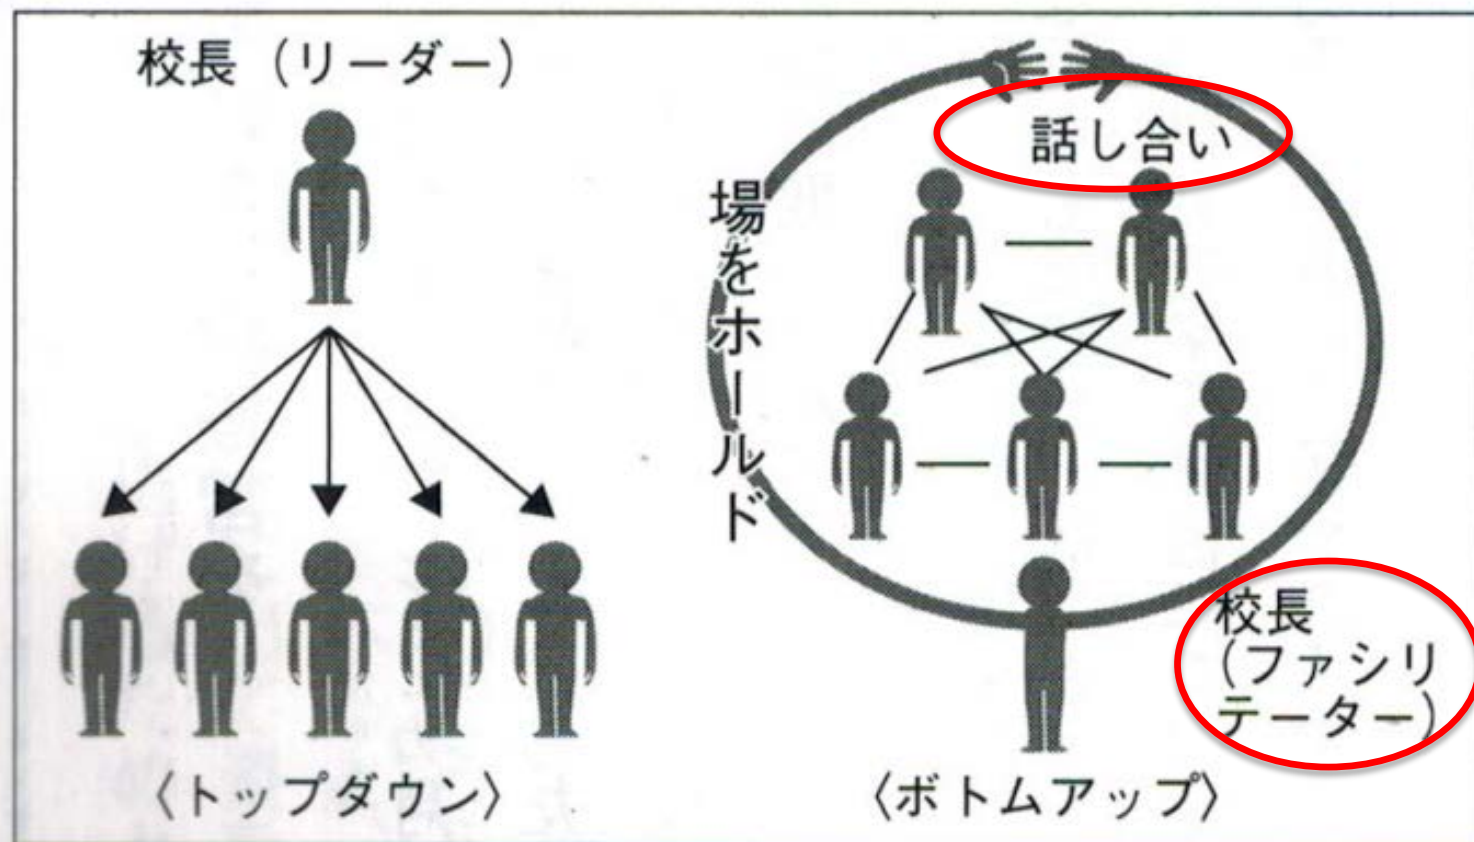 校長（リーダー）
〈トップダウン〉
話し合い
場をホールド
校長
（ファシリ
テーター）
〈ボトムアップ〉